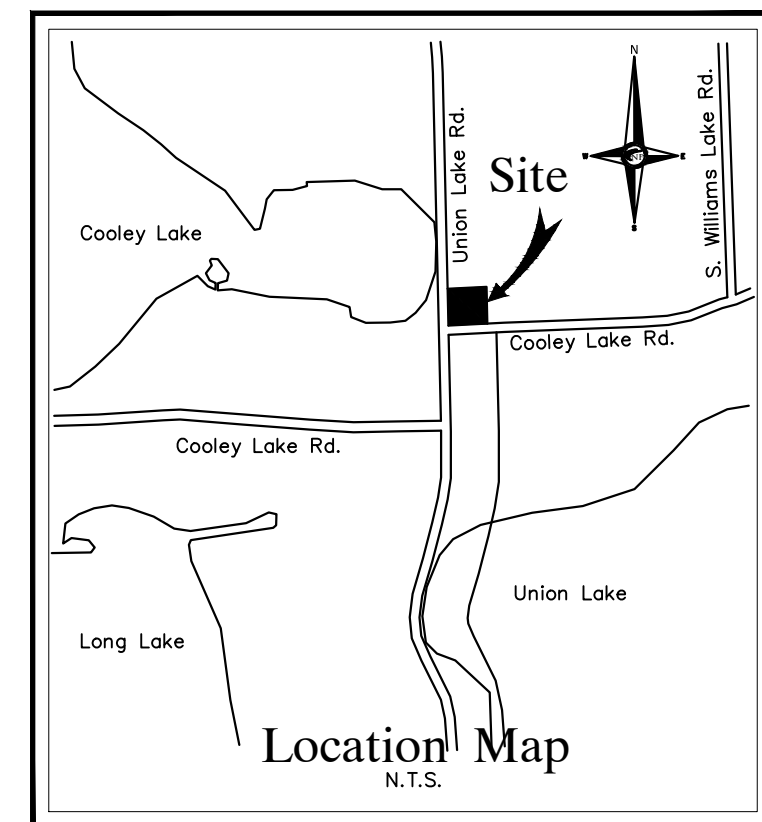 N
W
E
S
Site
Union Lake Rd.
S. Williams Lake Rd.
Cooley Lake
Cooley Lake Rd.
Cooley Lake Rd.
Union Lake
Long Lake
Location Map
N.T.S.